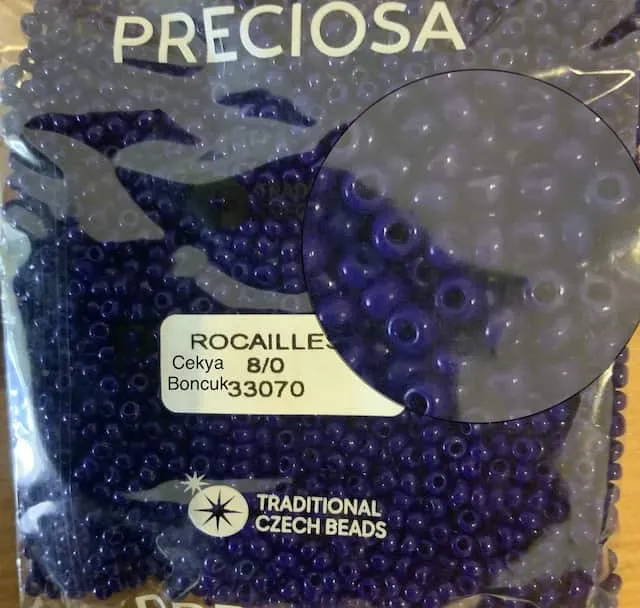 PRECIOSA
ROCAILLES
Cekya 8/0
Boncuk 33070
TRADITIONAL
CZECH BEADS